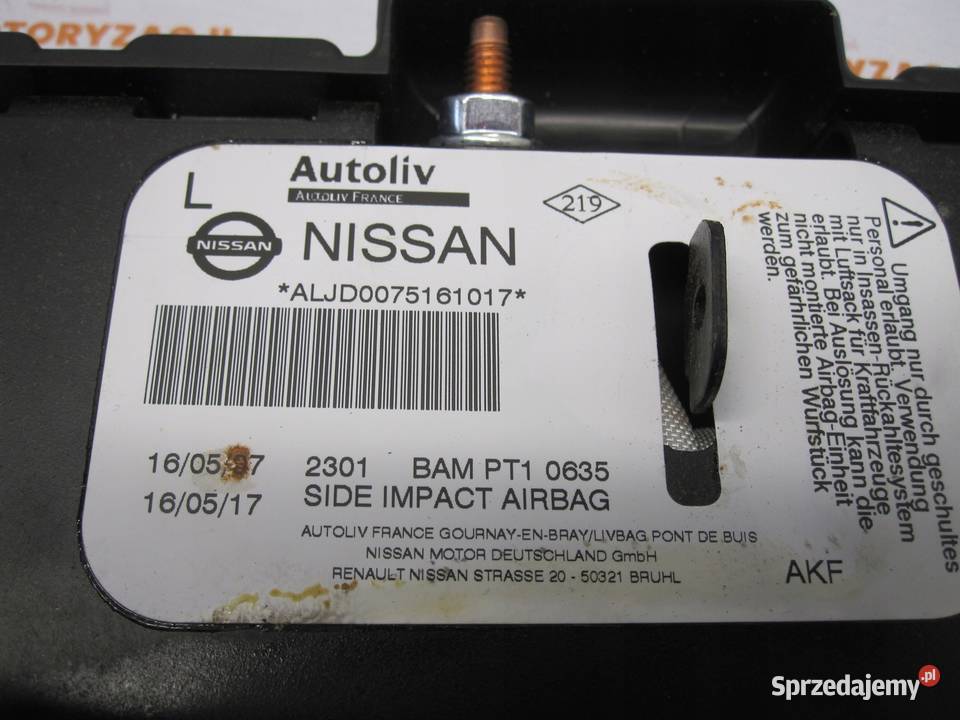 L
Autoliv
AUTOLIV FRANCE
219
NISSAN
NISSAN
*ALJD0075161017*
16/05/17 2301 BAM PT1 0635
16/05/17 SIDE IMPACT AIRBAG
AUTOLIV FRANCE GOURNAY-EN-BRAY/LIVBAG PONT DE BUIS
NISSAN MOTOR DEUTSCHLAND GmbH
RENAULT NISSAN STRASSE 20 - 50321 BRUHL
AKF
Umgang nur durch geschultes
Personal erlaubt. Verwendung
nur in Insassen-Rückhaltesystem
mit Luftsack für Kraftfahrzeuge
erlaubt. Bei Auslösung kann die
nicht montierte Airbag-Einheit
zum gefährlichen Wurfstück
werden.
Sprzedajemy.pl